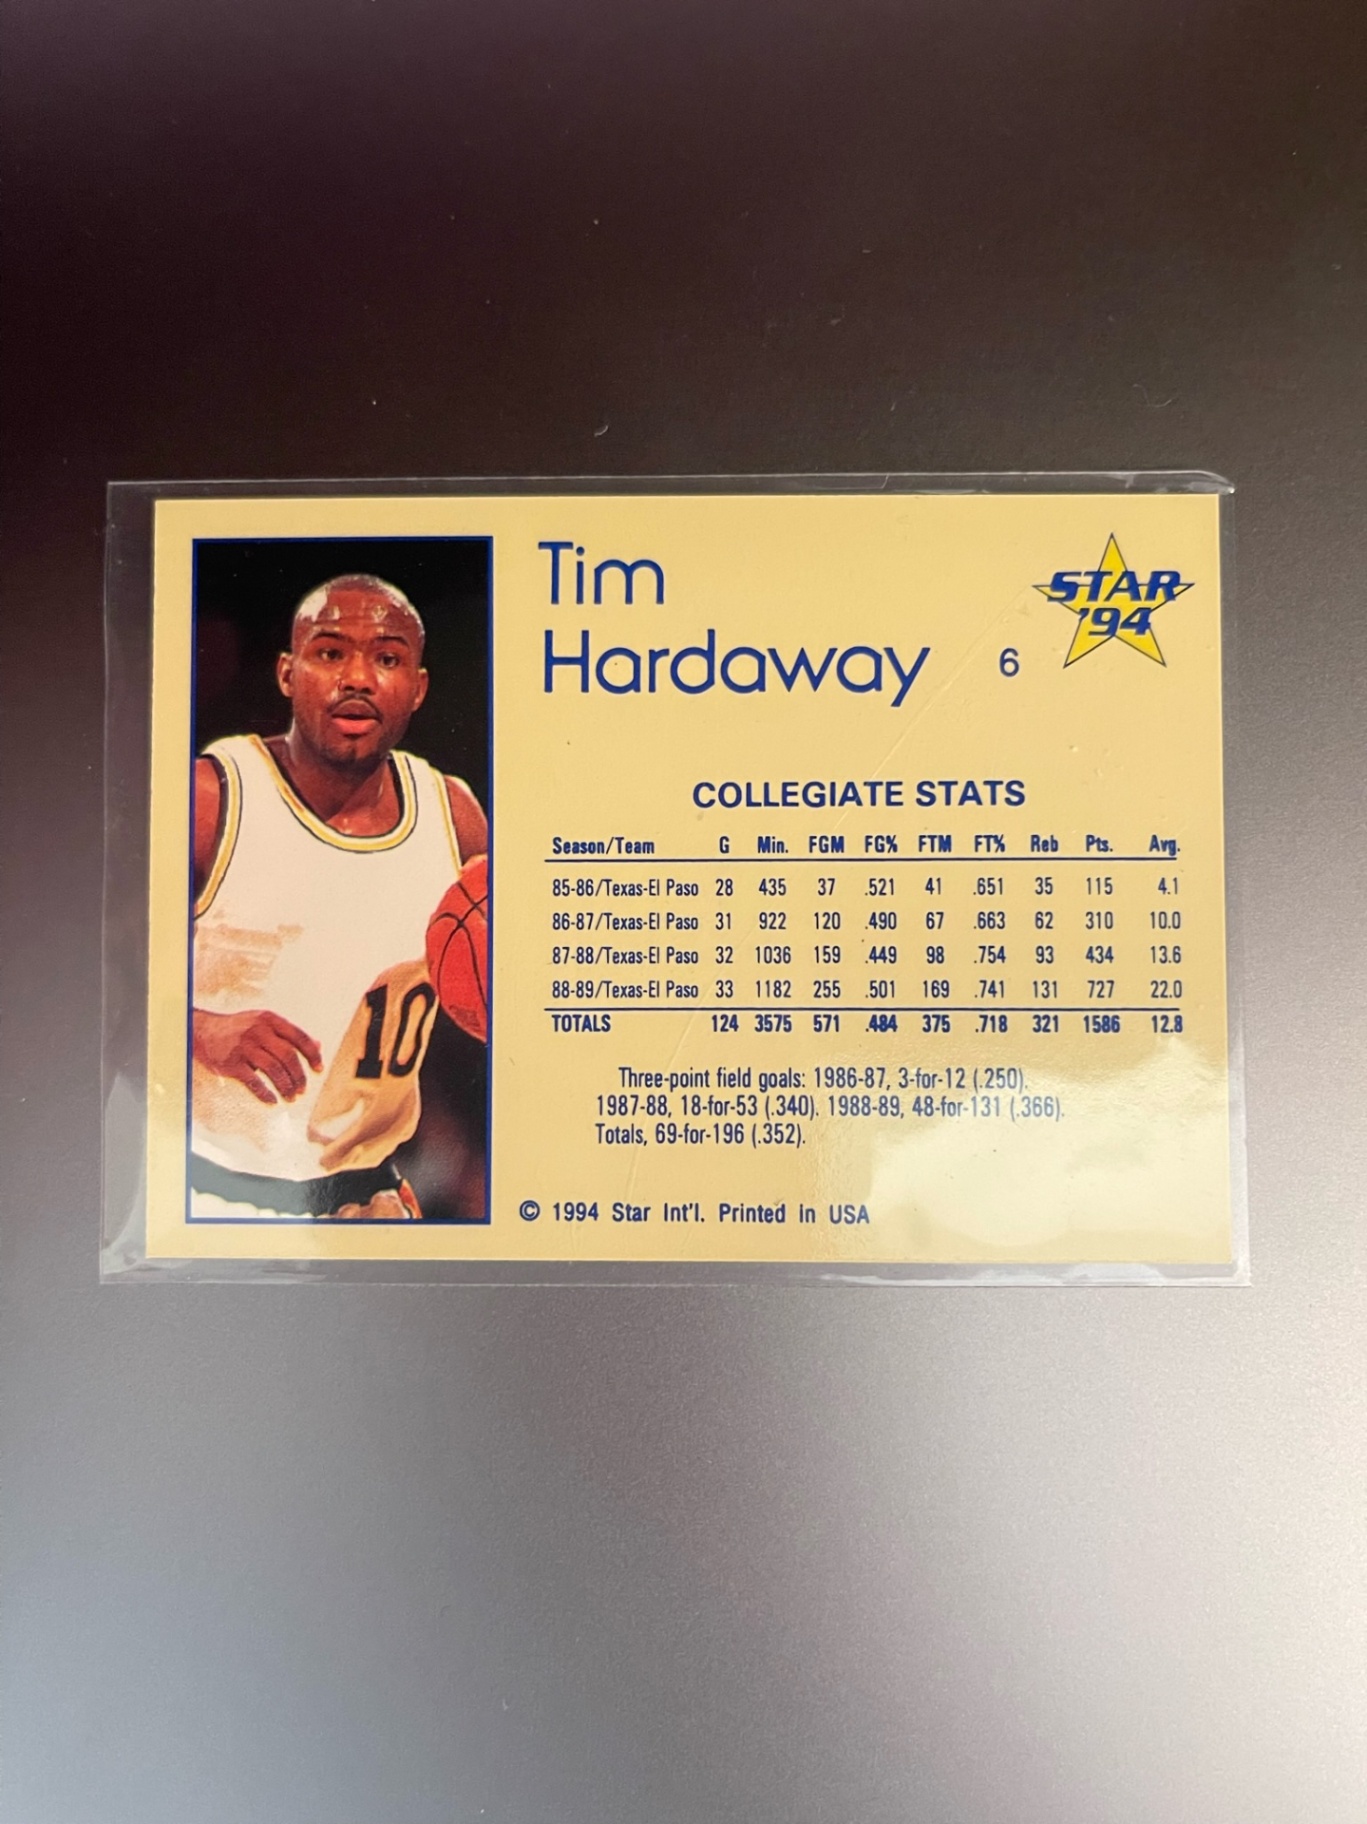 Tim
Hardaway
6
STAR
'94
COLLEGIATE STATS
Season/Team G Min. FGM FG% FTM FT% Reb Pts. Avg.
85-86/Texas-El Paso 28 435 37 .521 41 .651 35 115 4.1
86-87/Texas-El Paso 31 922 120 .490 67 .663 62 310 10.0
87-88/Texas-El Paso 32 1036 159 .449 98 .754 93 434 13.6
88-89/Texas-El Paso 33 1182 255 .501 169 .741 131 727 22.0
TOTALS 124 3575 571 .484 375 .718 321 1586 12.8
Three-point field goals: 1986-87, 3-for-12 (.250).
1987-88, 18-for-53 (.340). 1988-89, 48-for-131 (.366).
Totals, 69-for-196 (.352).
© 1994 Star Int'l. Printed in USA
10